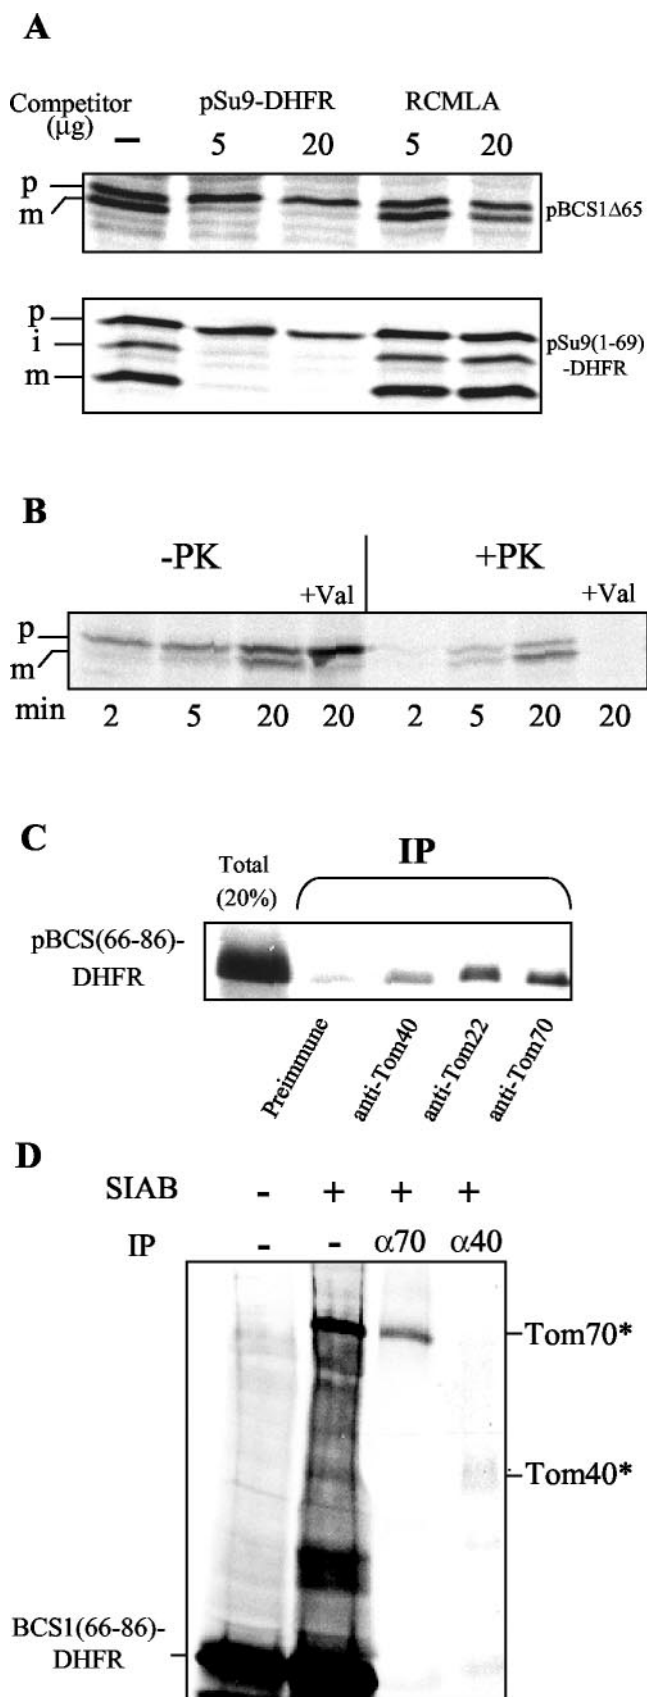 A
Competitor
(µg)
pSu9-DHFR
RCMLA
–
5
20
5
20
p
m
pBCS1Δ65
p
i
m
pSu9(1-69)
-DHFR
B
-PK
+PK
+Val
+Val
p
m
min
2
5
20
20
2
5
20
20
C
IP
Total
(20%)
pBCS(66-86)-
DHFR
Preimmune
anti-Tom40
anti-Tom22
anti-Tom70
D
SIAB
-
+
+
+
IP
-
-
α70
α40
Tom70*
Tom40*
BCS1(66-86)-
DHFR